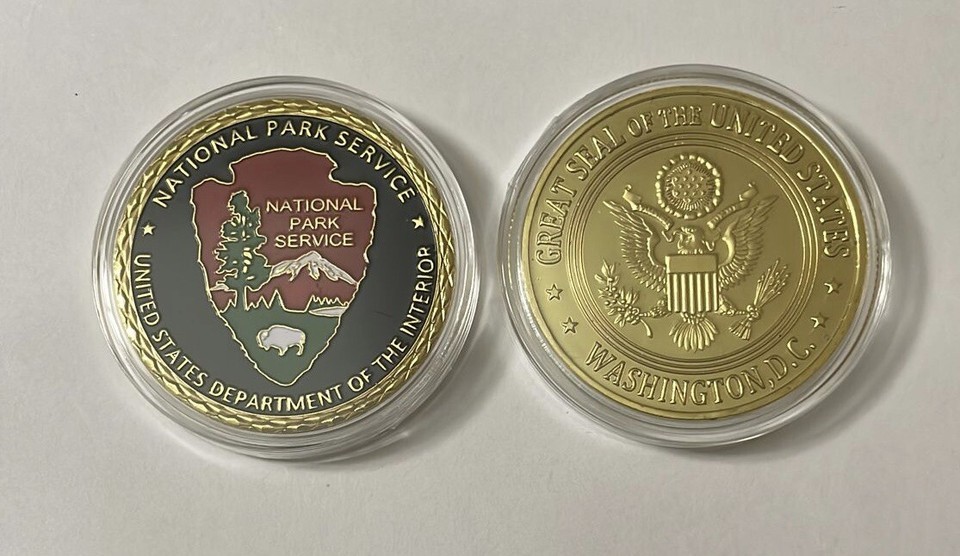 NATIONAL PARK SERVICE
NATIONAL
PARK
SERVICE
UNITED STATES DEPARTMENT OF THE INTERIOR
GREAT SEAL OF THE UNITED STATES
WASHINGTON, D.C.